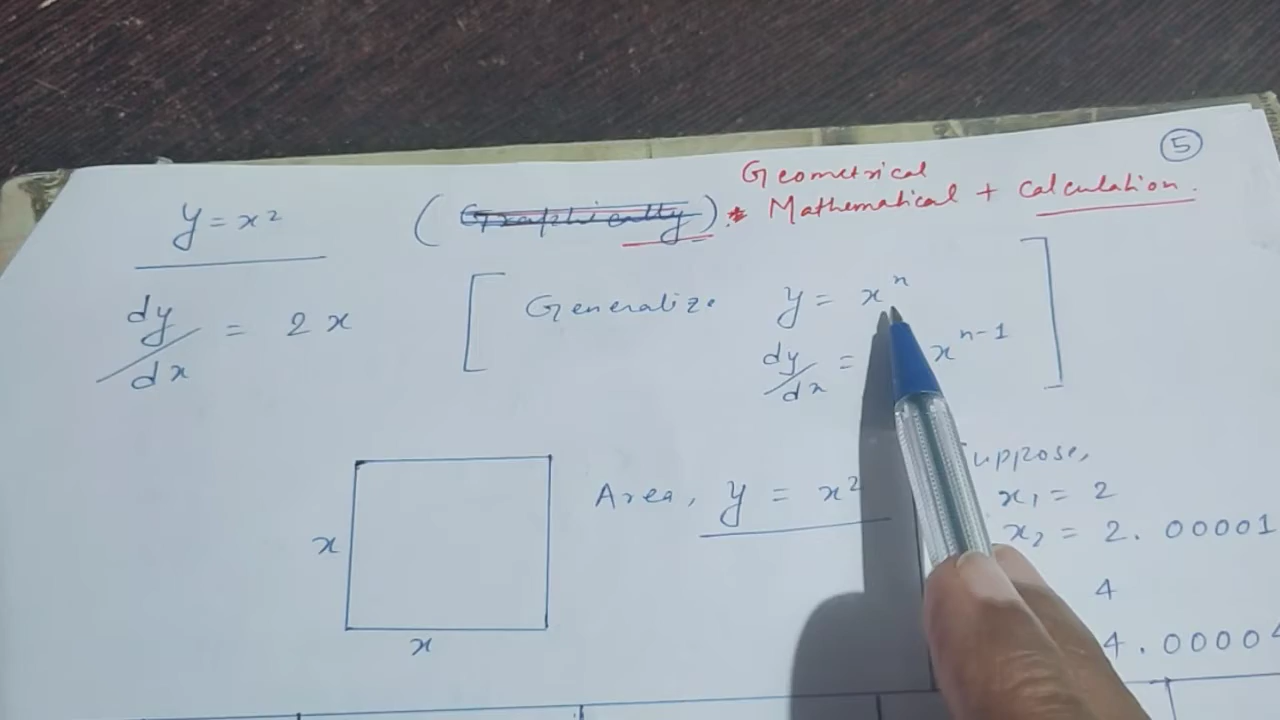 5
Geometrical
y = x² (Graphically). * Mathematical + Calculation.
dy/dx = 2x
[ Generalize y = xⁿ
dy/dx = xⁿ⁻¹ ]
Area, y = x²
x
x
x₁ = 2
x₂ = 2.00001
4
4.0000